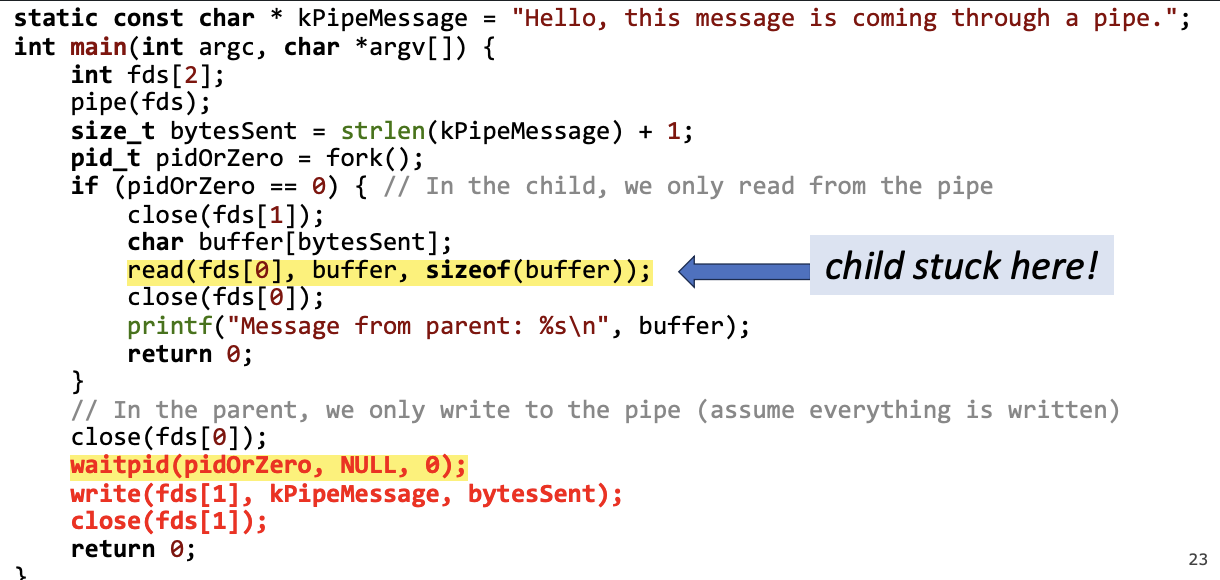 static const char * kPipeMessage = "Hello, this message is coming through a pipe.";
int main(int argc, char *argv[]) {
    int fds[2];
    pipe(fds);
    size_t bytesSent = strlen(kPipeMessage) + 1;
    pid_t pidOrZero = fork();
    if (pidOrZero == 0) { // In the child, we only read from the pipe
        close(fds[1]);
        char buffer[bytesSent];
        read(fds[0], buffer, sizeof(buffer));
child stuck here!
        close(fds[0]);
        printf("Message from parent: %s\n", buffer);
        return 0;
    }
    // In the parent, we only write to the pipe (assume everything is written)
    close(fds[0]);
    waitpid(pidOrZero, NULL, 0);
    write(fds[1], kPipeMessage, bytesSent);
    close(fds[1]);
    return 0;
}
23